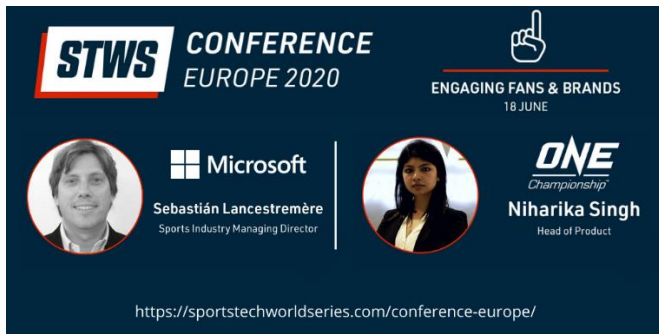 STWS
CONFERENCE
EUROPE 2020
ENGAGING FANS & BRANDS
18 JUNE
Microsoft
Sebastián Lancestremère
Sports Industry Managing Director
ONE
Championship™
Niharika Singh
Head of Product
https://sportstechworldseries.com/conference-europe/